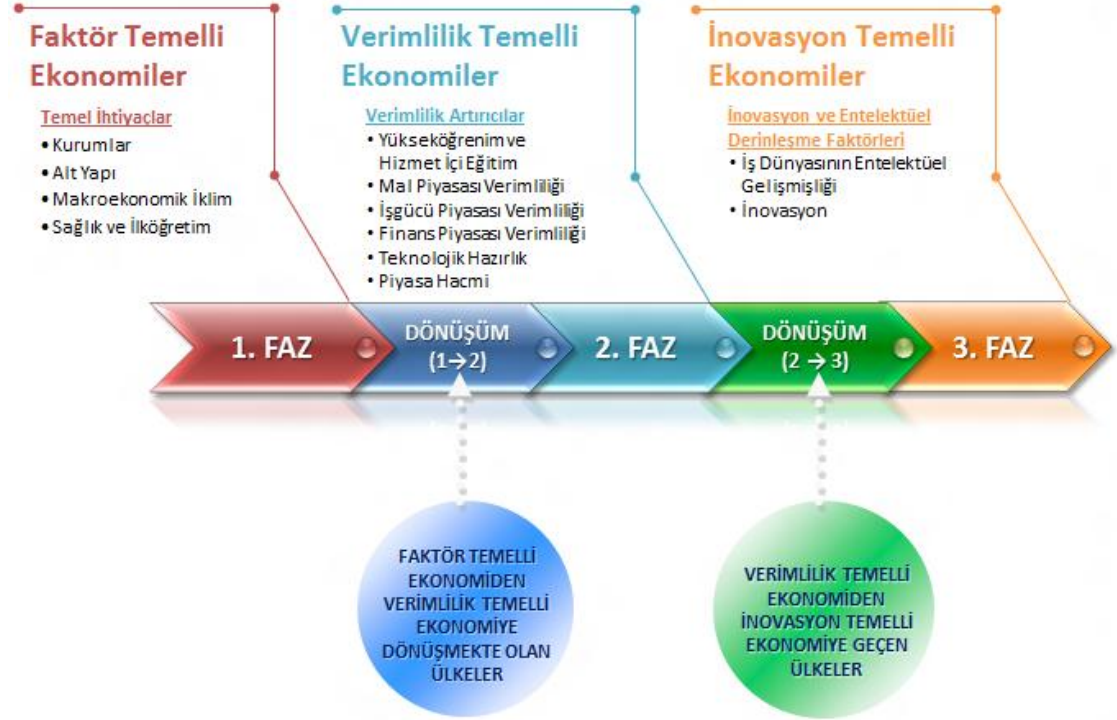 Faktör Temelli
Ekonomiler
Temel İhtiyaçlar
• Kurumlar
• Alt Yapı
• Makroekonomik İklim
• Sağlık ve İlköğretim
Verimlilik Temelli
Ekonomiler
Verimlilik Artırıcılar
• Yükseköğrenim ve
Hizmet İçi Eğitim
• Mal Piyasası Verimliliği
• İşgücü Piyasası Verimliliği
• Finans Piyasası Verimliliği
• Teknolojik Hazırlık
• Piyasa Hacmi
İnovasyon Temelli
Ekonomiler
İnovasyon ve Entelektüel
Derinleşme Faktörleri
• İş Dünyasının Entelektüel
Gelişmişliği
• İnovasyon
1. FAZ
DÖNÜŞÜM
(1→2)
2. FAZ
DÖNÜŞÜM
(2 → 3)
3. FAZ
FAKTÖR TEMELLİ
EKONOMİDEN
VERİMLİLİK TEMELLİ
EKONOMİYE
DÖNÜŞMEKTE OLAN
ÜLKELER
VERİMLİLİK TEMELLİ
EKONOMİDEN
İNOVASYON TEMELLİ
EKONOMİYE GEÇEN
ÜLKELER